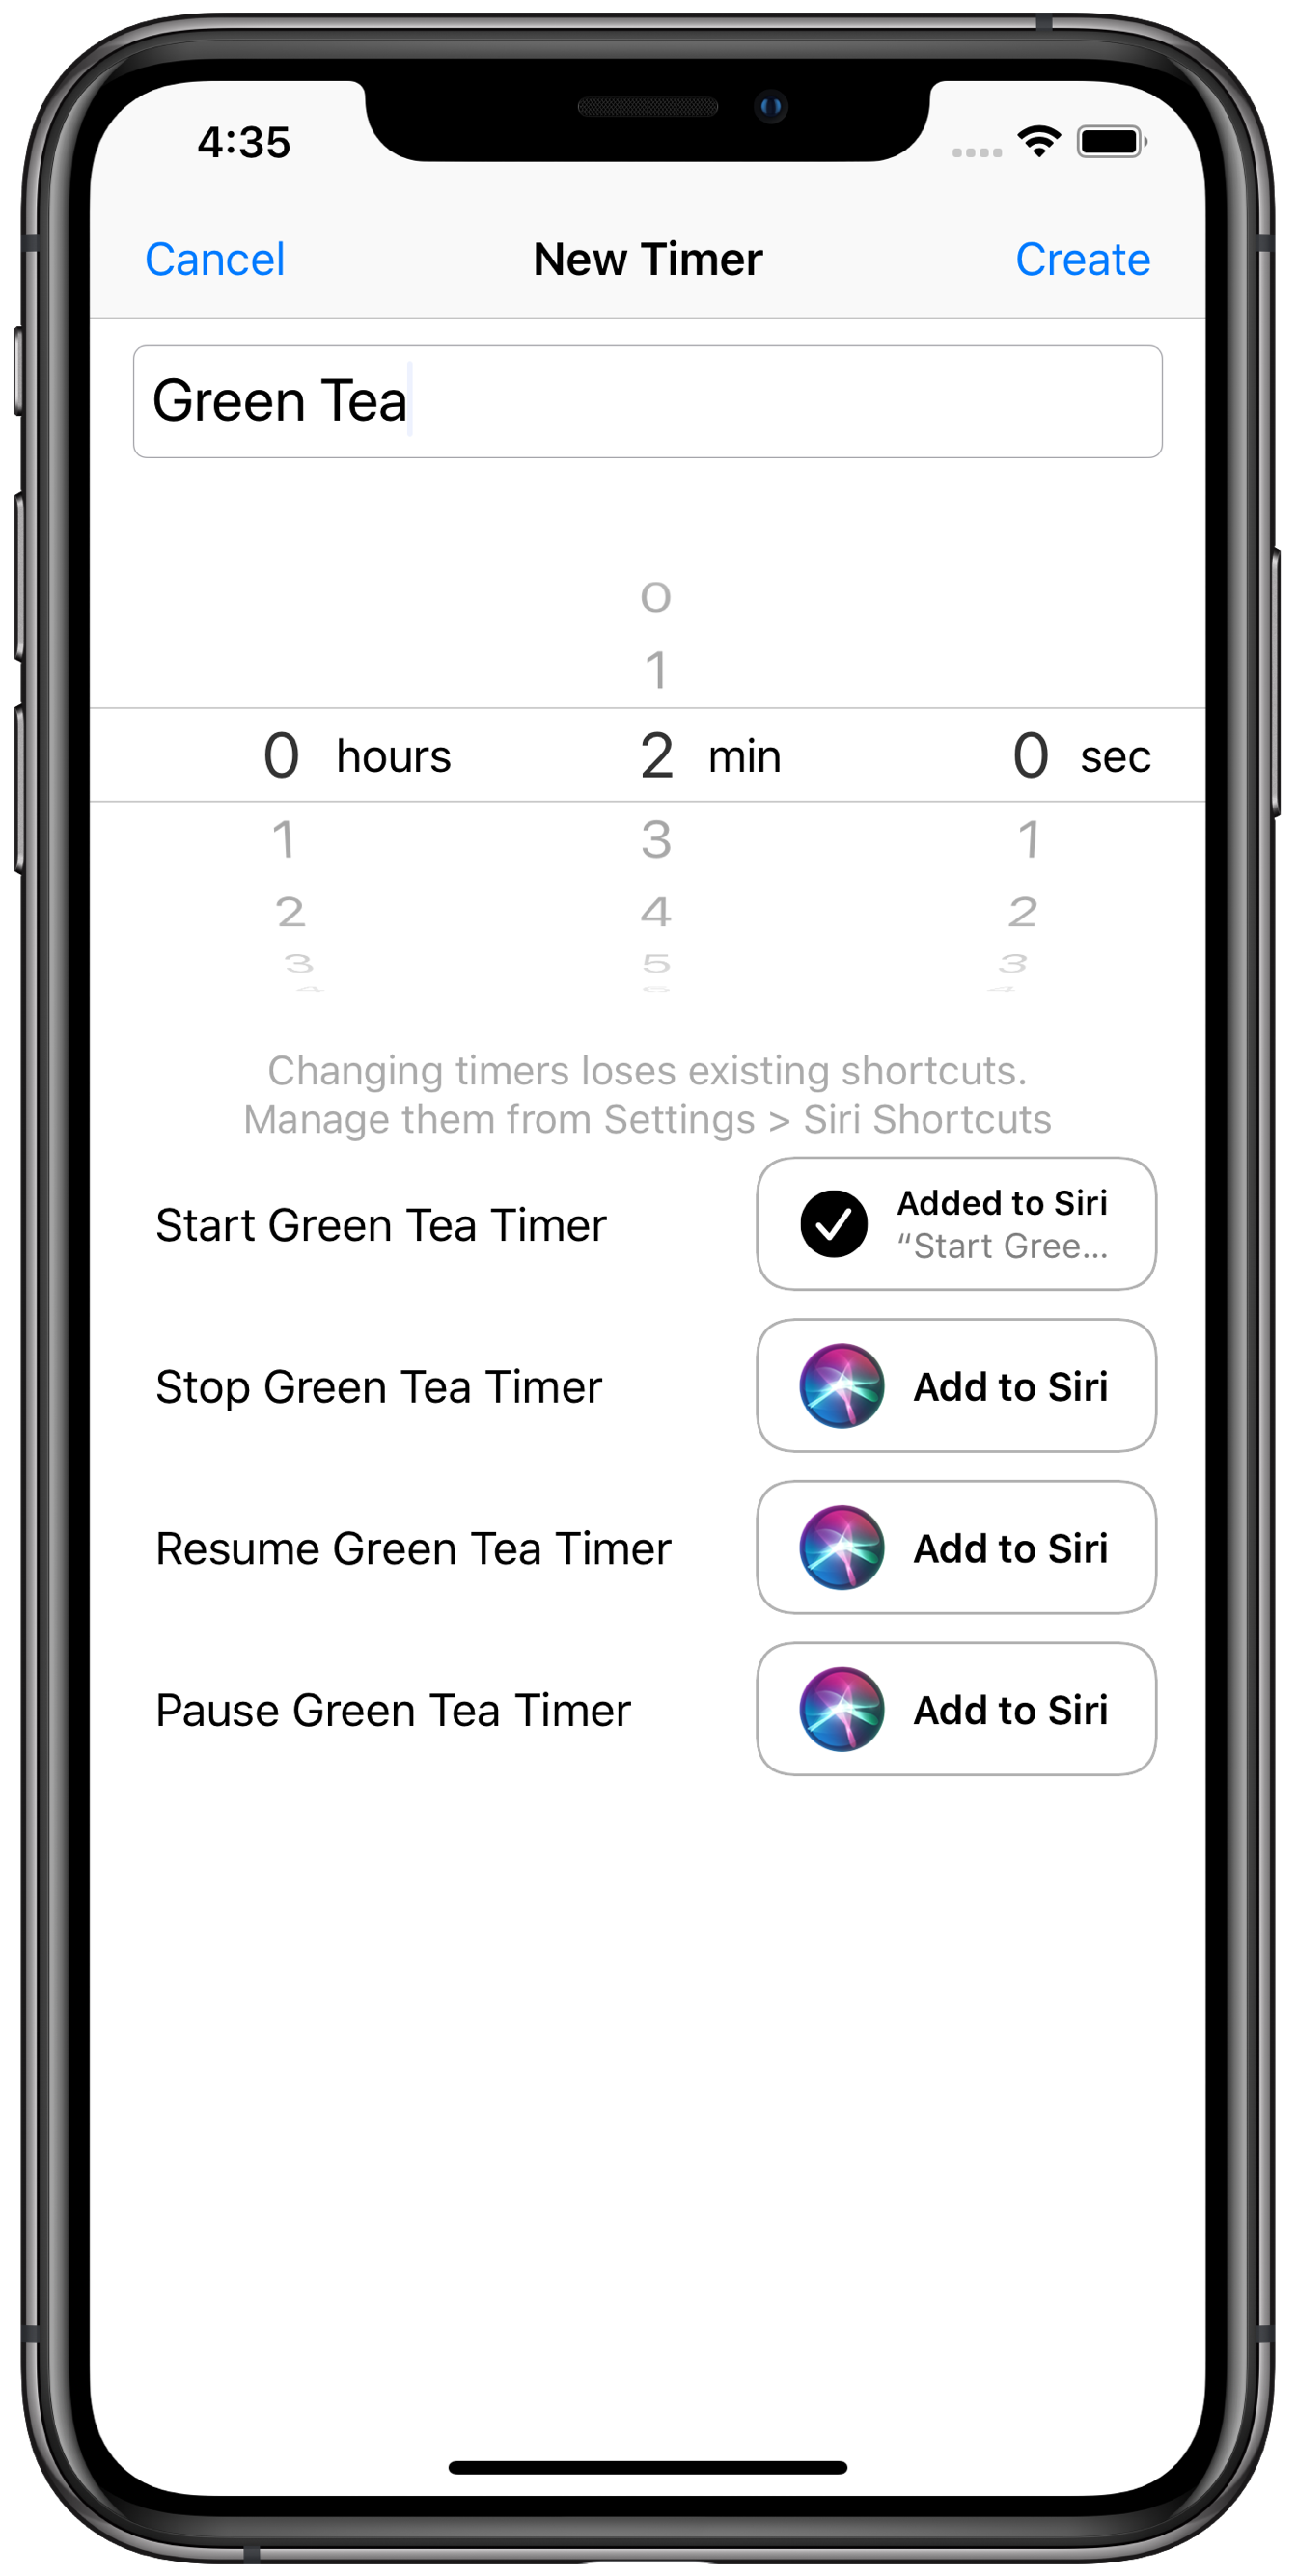 4:35
Cancel New Timer Create
Green Tea
0
1
0 hours 2 min 0 sec
1 3 1
2 4 2
3 5 3
4 6 4
Changing timers loses existing shortcuts.
Manage them from Settings > Siri Shortcuts
Start Green Tea Timer
Added to Siri
“Start Gree...
Stop Green Tea Timer Add to Siri
Resume Green Tea Timer Add to Siri
Pause Green Tea Timer Add to Siri